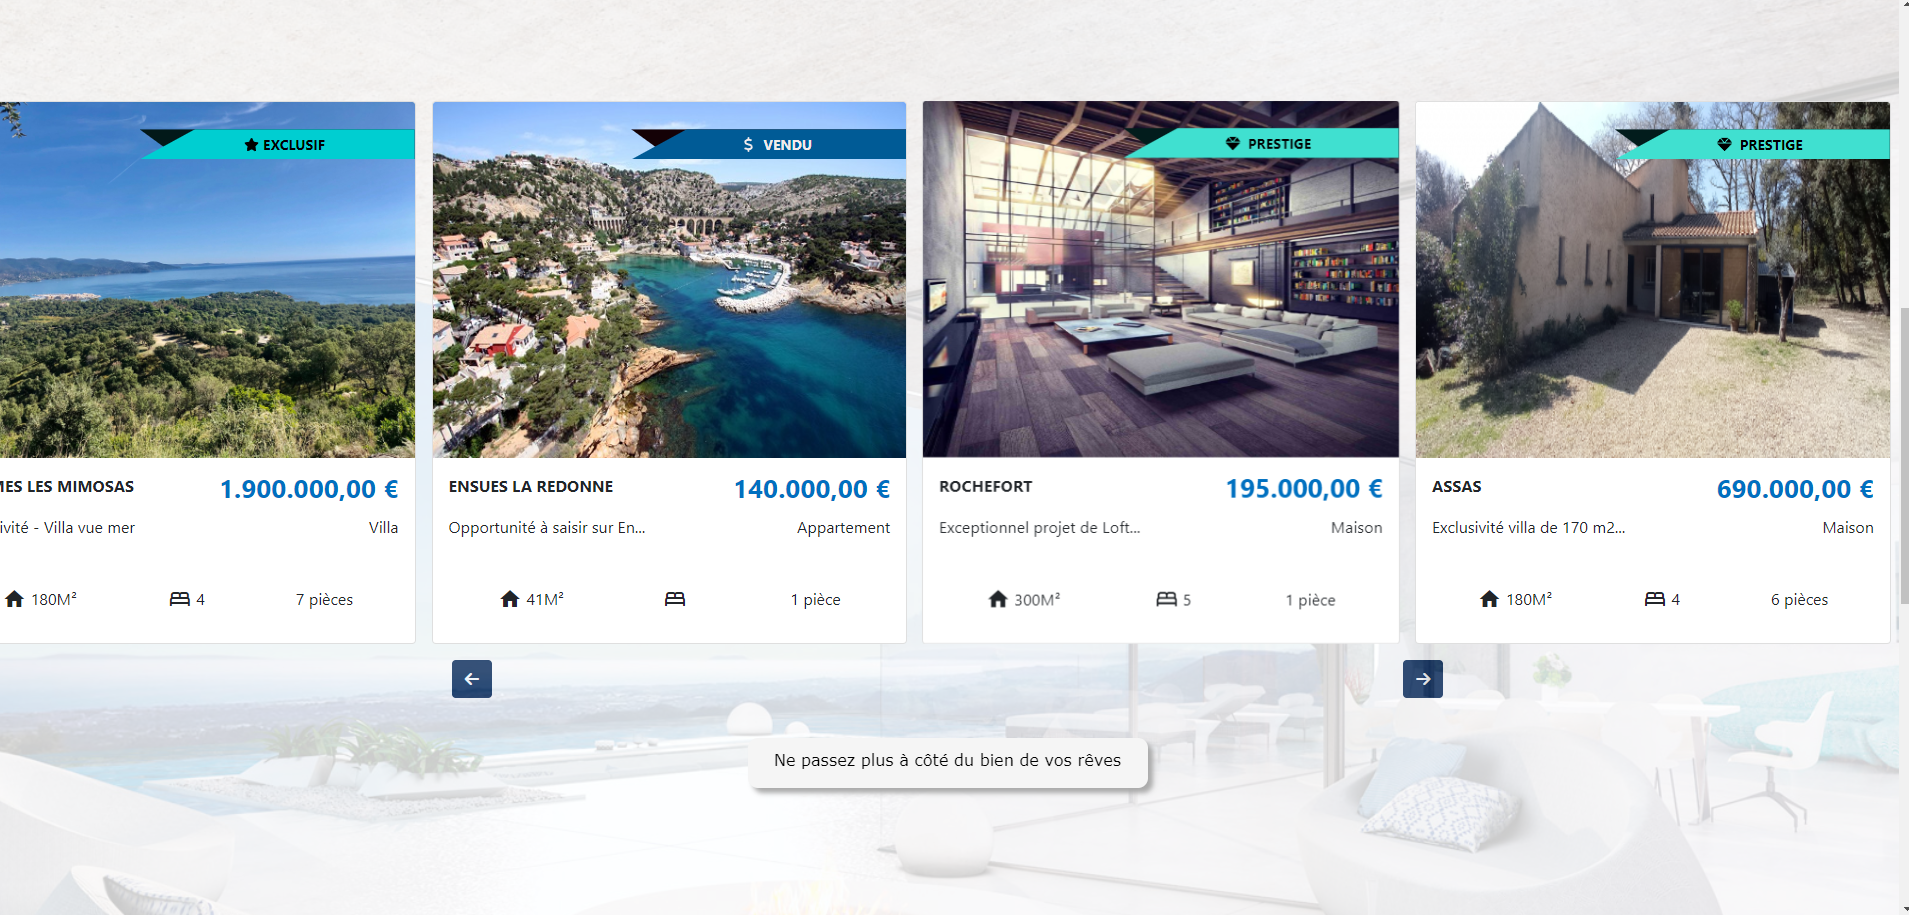 EXCLUSIF
MES LES MIMOSAS 1.900.000,00 €
ivité - Villa vue mer Villa
180M² 4 7 pièces
$ VENDU
ENSUES LA REDONNE 140.000,00 €
Opportunité à saisir sur En... Appartement
41M² 1 pièce
PRESTIGE
ROCHEFORT 195.000,00 €
Exceptionnel projet de Loft... Maison
300M² 5 1 pièce
PRESTIGE
ASSAS 690.000,00 €
Exclusivité villa de 170 m2... Maison
180M² 4 6 pièces
Ne passez plus à côté du bien de vos rêves